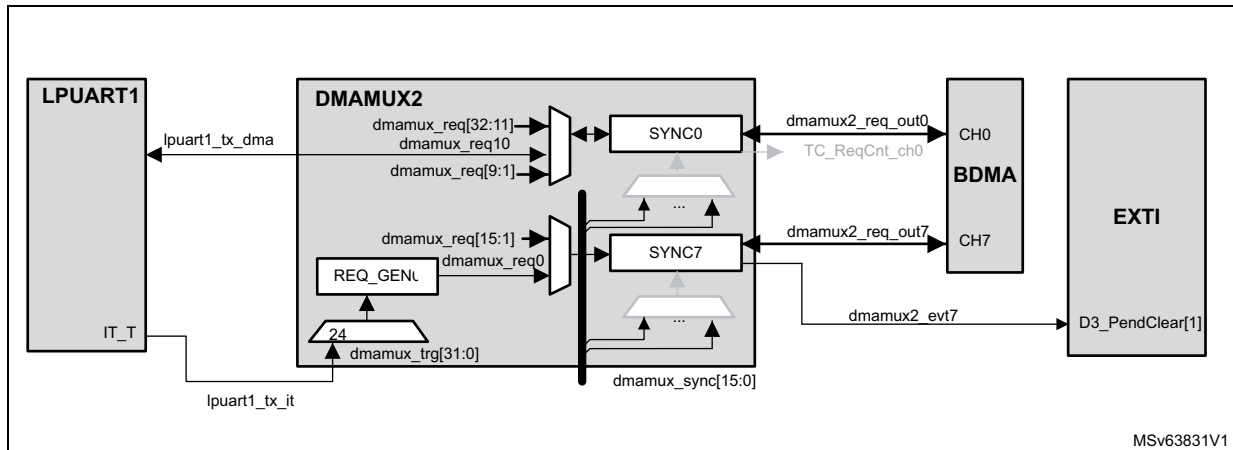 LPUART1
DMAMUX2
EXTI
BDMA
lpuart1_tx_dma
dmamux_req[32:11]
dmamux_req10
dmamux_req[9:1]
SYNC0
dmamux2_req_out0
CH0
TC_ReqCnt_ch0
...
dmamux_req[15:1]
dmamux_req0
REQ_GEN
SYNC7
dmamux2_req_out7
CH7
...
24
dmamux_trg[31:0]
IT_T
lpuart1_tx_it
dmamux2_evt7
D3_PendClear[1]
dmamux_sync[15:0]
MSv63831V1